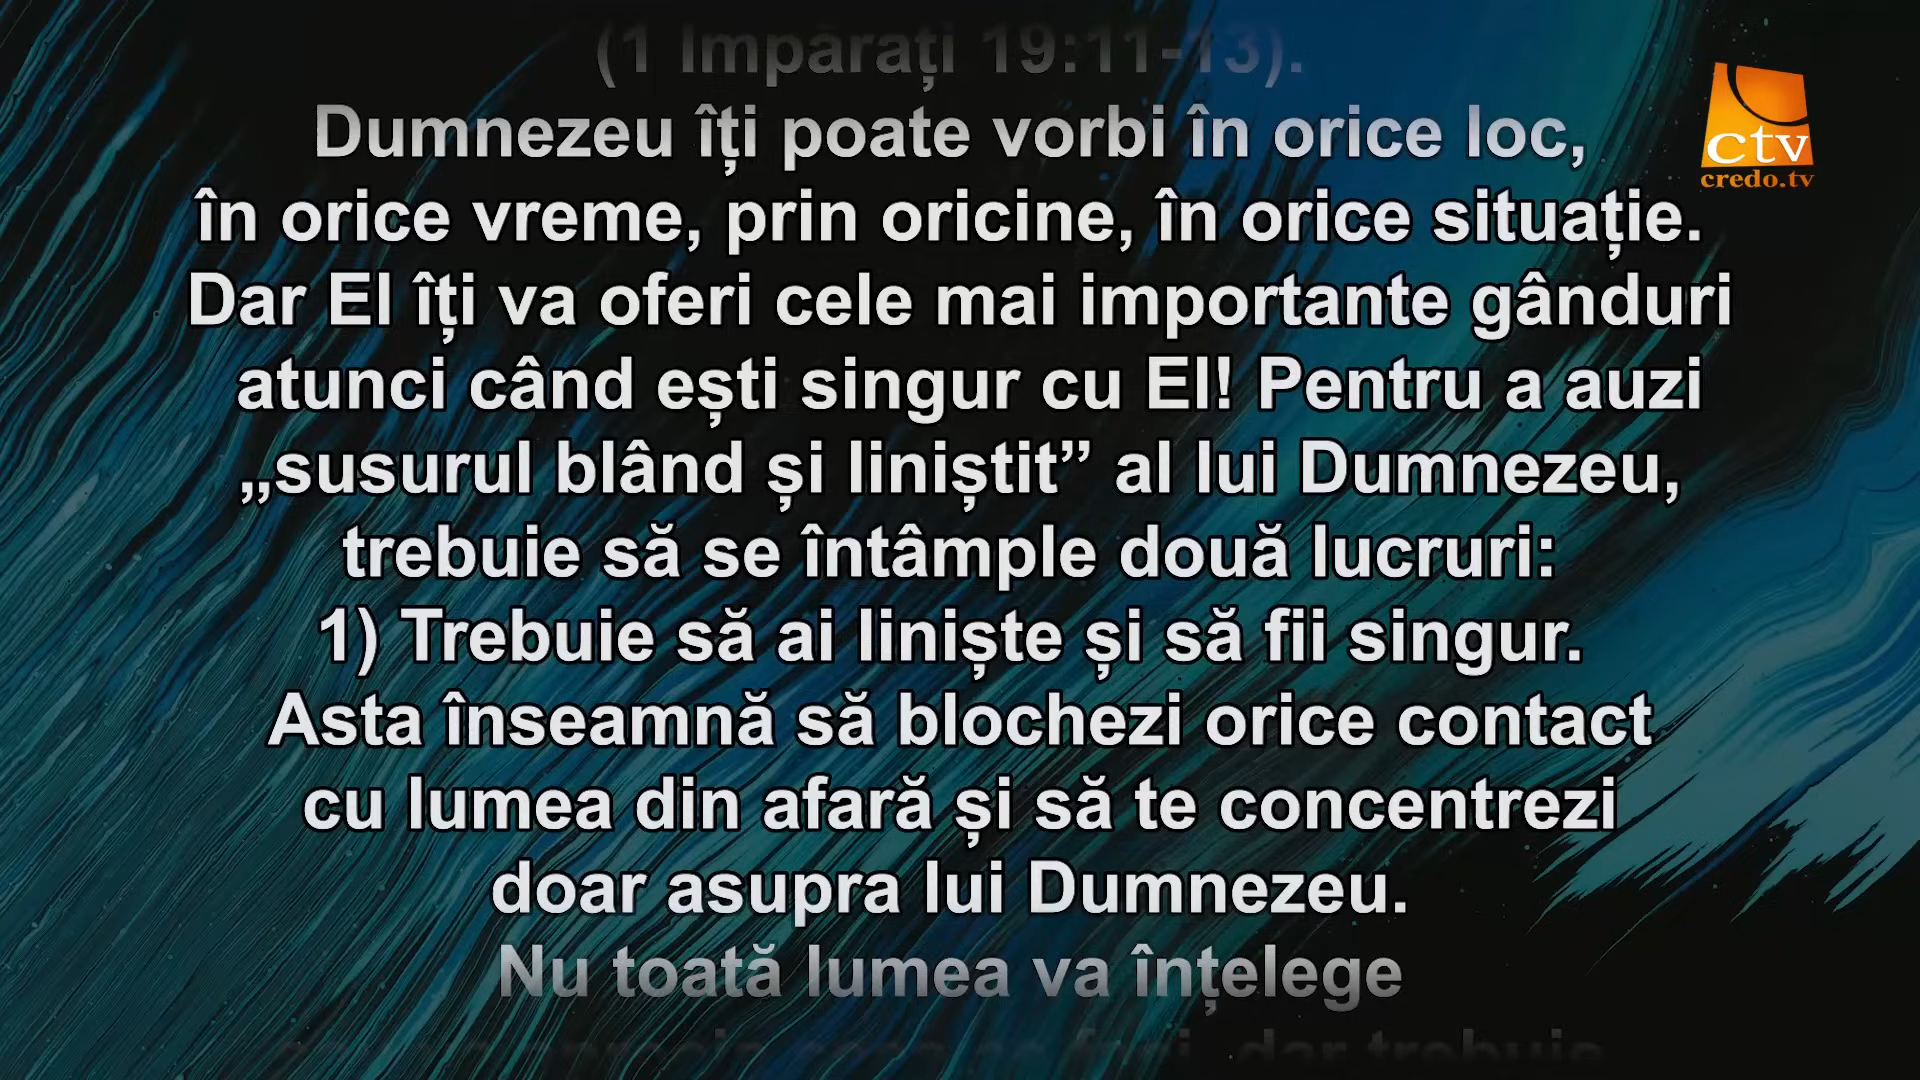 (1 Împărați 19:11-13).
Dumnezeu îți poate vorbi în orice loc,
în orice vreme, prin oricine, în orice situație.
Dar El îți va oferi cele mai importante gânduri
atunci când ești singur cu El! Pentru a auzi
„susurul blând și liniștit” al lui Dumnezeu,
trebuie să se întâmple două lucruri:
1) Trebuie să ai liniște și să fii singur.
Asta înseamnă să blochezi orice contact
cu lumea din afară și să te concentrezi
doar asupra lui Dumnezeu.
Nu toată lumea va înțelege
dar trebuie
ctv
credo.tv